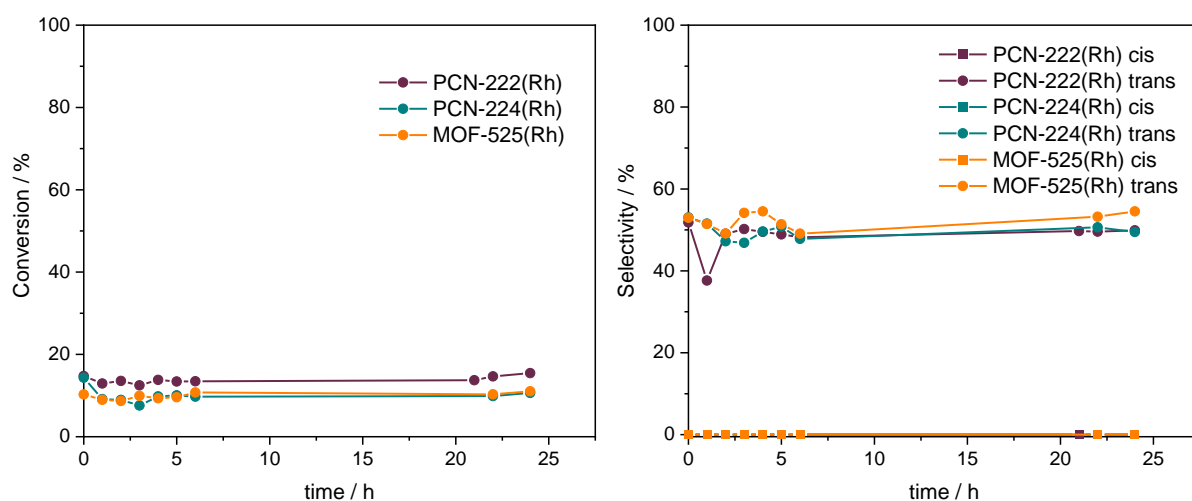 100
80
60
40
20
0
Conversion / %
0 5 10 15 20 25
time / h
PCN-222(Rh)
PCN-224(Rh)
MOF-525(Rh)
100
80
60
40
20
0
Selectivity / %
0 5 10 15 20 25
time / h
PCN-222(Rh) cis
PCN-222(Rh) trans
PCN-224(Rh) cis
PCN-224(Rh) trans
MOF-525(Rh) cis
MOF-525(Rh) trans